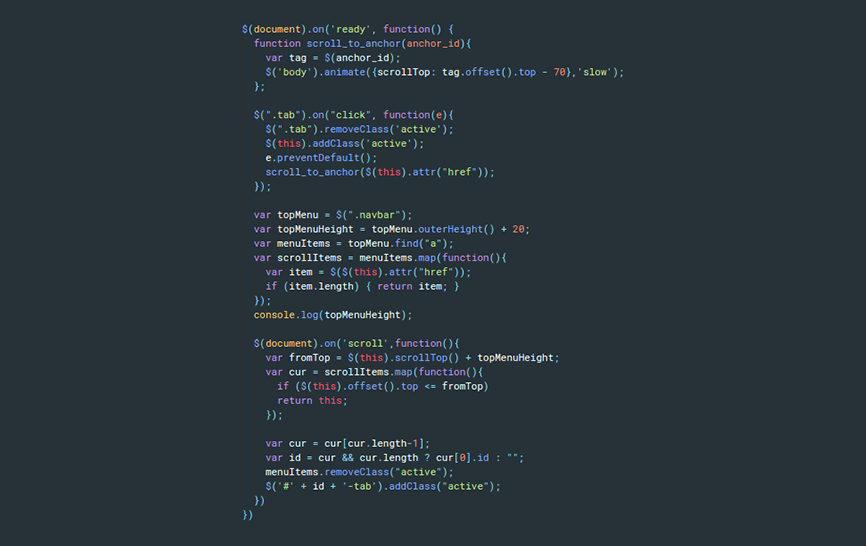 $(document).on('ready', function() {
  function scroll_to_anchor(anchor_id){
    var tag = $(anchor_id);
    $('body').animate({scrollTop: tag.offset().top - 70},'slow');
  };

  $(".tab").on("click", function(e){
    $(".tab").removeClass('active');
    $(this).addClass('active');
    e.preventDefault();
    scroll_to_anchor($(this).attr("href"));
  });

  var topMenu = $(".navbar");
  var topMenuHeight = topMenu.outerHeight() + 20;
  var menuItems = topMenu.find("a");
  var scrollItems = menuItems.map(function(){
    var item = $($(this).attr("href"));
    if (item.length) { return item; }
  });
  console.log(topMenuHeight);

  $(document).on('scroll',function(){
    var fromTop = $(this).scrollTop() + topMenuHeight;
    var cur = scrollItems.map(function(){
      if ($(this).offset().top <= fromTop)
      return this;
    });

    var cur = cur[cur.length-1];
    var id = cur && cur.length ? cur[0].id : "";
    menuItems.removeClass("active");
    $('#' + id + '-tab').addClass("active");
  })
})